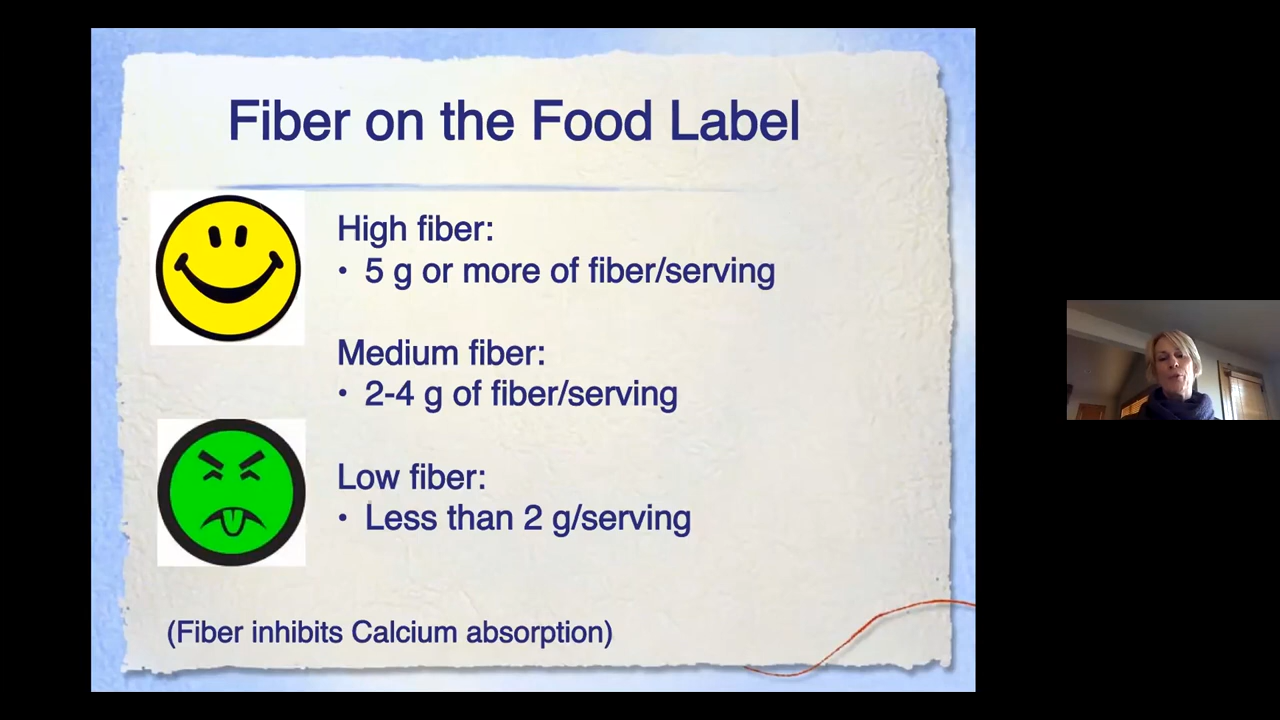 Fiber on the Food Label
High fiber:
• 5 g or more of fiber/serving
Medium fiber:
• 2-4 g of fiber/serving
Low fiber:
• Less than 2 g/serving
(Fiber inhibits Calcium absorption)